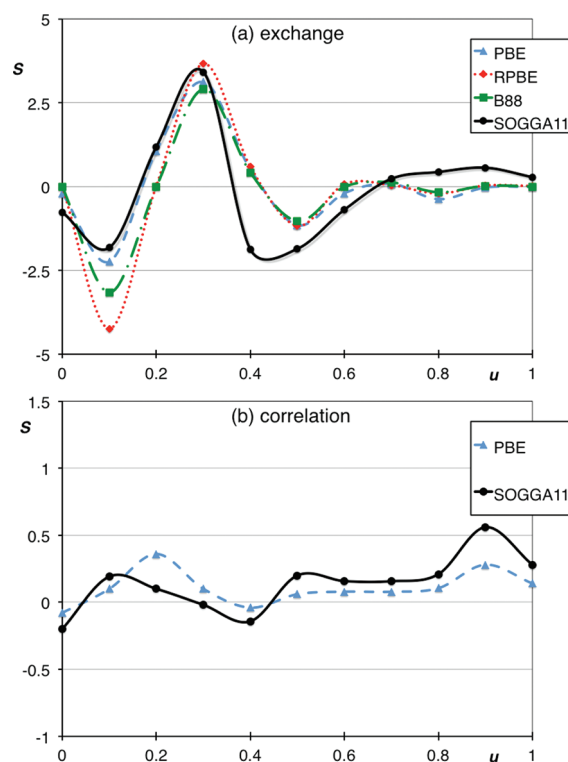 (a) exchange
5
S
PBE
RPBE
B88
SOGGA11
2.5
0
-2.5
-5
0 0.2 0.4 0.6 0.8 1
u
(b) correlation
1.5
S
PBE
SOGGA11
1
0.5
0
-0.5
-1
0 0.2 0.4 0.6 0.8 1
u